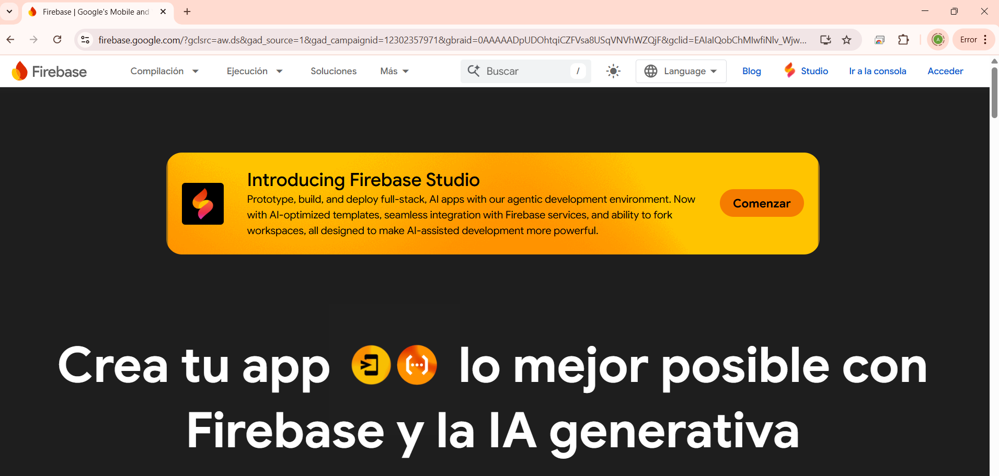 Firebase | Google's Mobile and
firebase.google.com/?gclsrc=aw.ds&gad_source=1&gad_campaignid=12302357971&gbraid=0AAAAADpUDOhtqiCZFVsa8USqVNVhWZQjF&gclid=EAIaIQobChMIwfiNlv_Wjw...
A
Error
Firebase
Compilación
Ejecución
Soluciones
Más
Buscar
/
Language
Blog
Studio
Ir a la consola
Acceder
Introducing Firebase Studio
Prototype, build, and deploy full-stack, AI apps with our agentic development environment. Now
with AI-optimized templates, seamless integration with Firebase services, and ability to fork
workspaces, all designed to make AI-assisted development more powerful.
Comenzar
Crea tu app lo mejor posible con
Firebase y la IA generativa